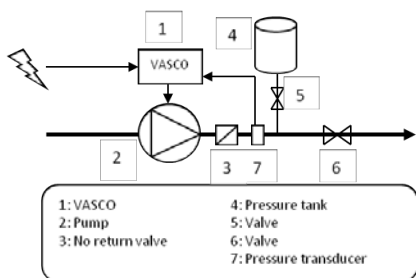 1
4
VASCO
5
2
3
7
6
1: VASCO
2: Pump
3: No return valve
4: Pressure tank
5: Valve
6: Valve
7: Pressure transducer